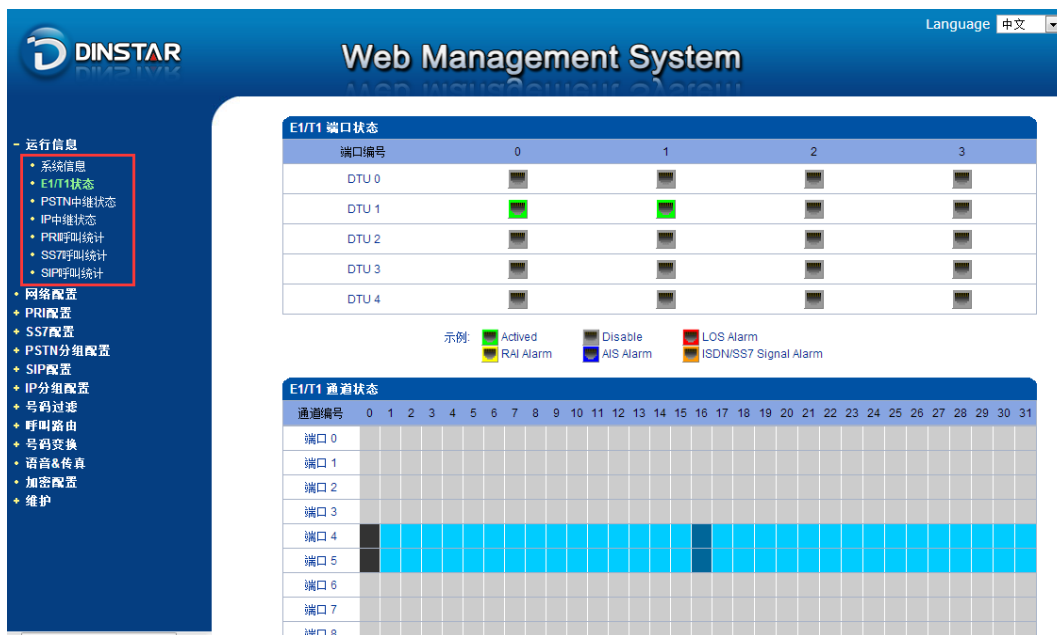 Language 中文
DINSTAR
Web Management System
运行信息
系统信息
E1/T1状态
PSTN中继状态
IP中继状态
PRI呼叫统计
SS7呼叫统计
SIP呼叫统计
网络配置
PRI配置
SS7配置
PSTN分组配置
SIP配置
IP分组配置
号码过滤
呼叫路由
号码变换
语音&传真
加密配置
维护
E1/T1 端口状态
端口编号 0 1 2 3
DTU 0
DTU 1
DTU 2
DTU 3
DTU 4
示例: Actived Disable LOS Alarm
RAI Alarm AIS Alarm ISDN/SS7 Signal Alarm
E1/T1 通道状态
通道编号 0 1 2 3 4 5 6 7 8 9 10 11 12 13 14 15 16 17 18 19 20 21 22 23 24 25 26 27 28 29 30 31
端口 0
端口 1
端口 2
端口 3
端口 4
端口 5
端口 6
端口 7
端口 8